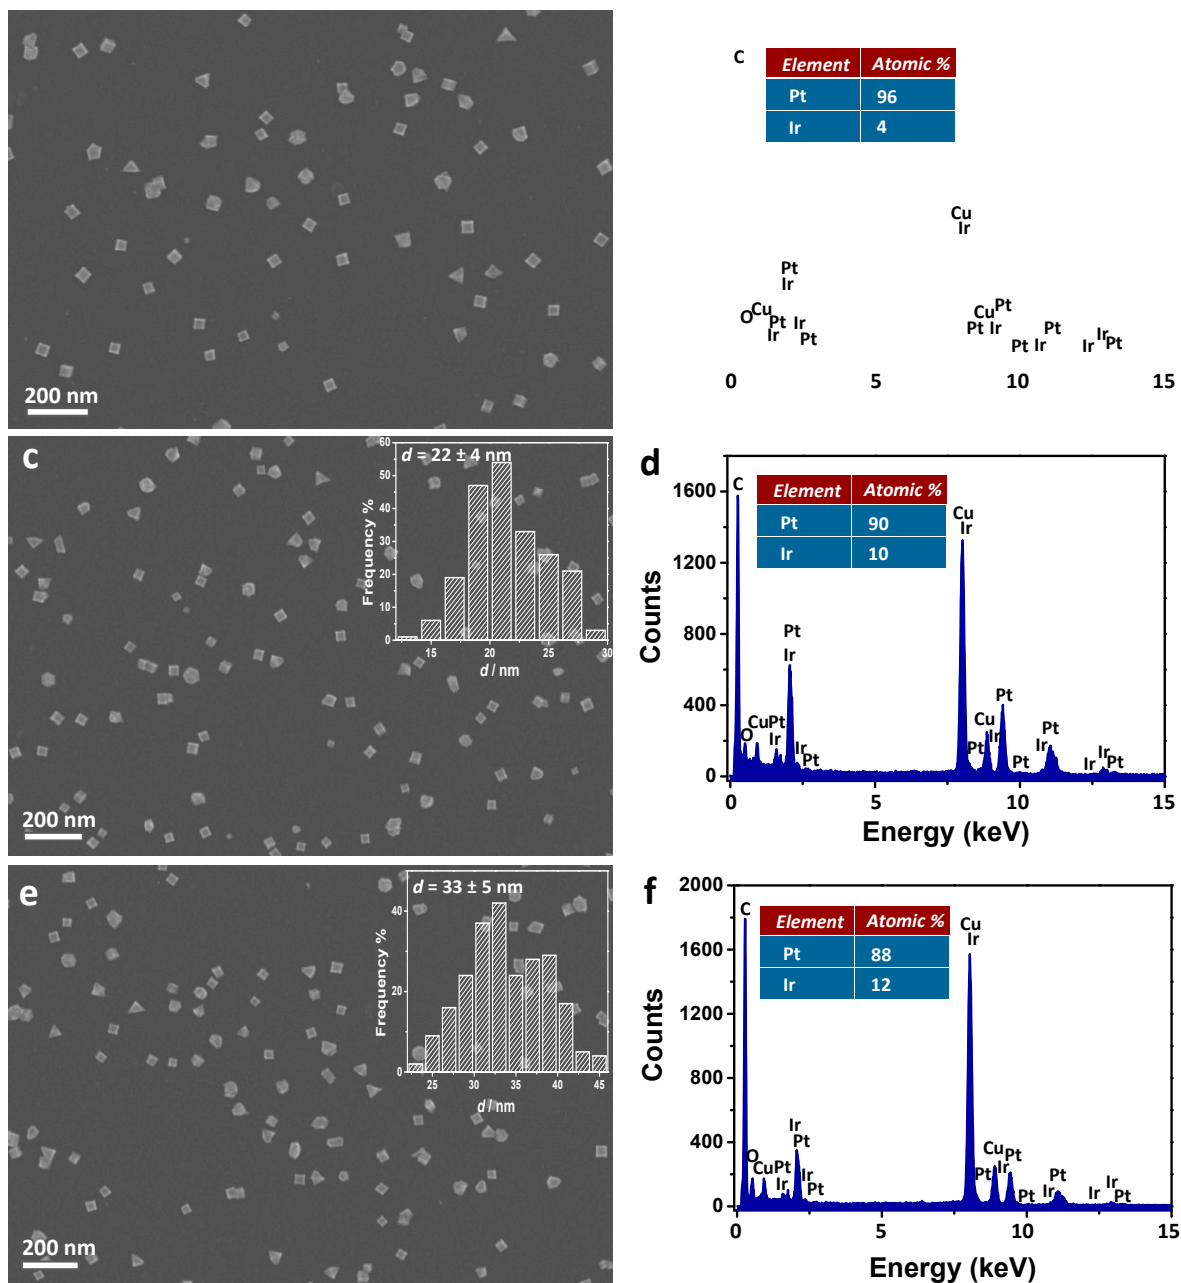 200 nm
C
Element Atomic %
Pt 96
Ir 4
Cu
Ir
Pt
Ir
O Cu Pt Ir
Ir Pt
Cu Pt
Pt Ir Pt Ir Pt
Ir Ir Pt
0 5 10 15
c
d = 22 ± 4 nm
Frequency %
60
50
40
30
20
10
0
15 20 25 30
d / nm
200 nm
d
C
Element Atomic %
Pt 90
Ir 10
Cu
Ir
Pt
Ir
O Cu Pt
Ir
Ir Pt
Cu Pt
Pt Ir Pt Ir Pt
Ir Ir Pt
Counts
1600
1200
800
400
0
0 5 10 15
Energy (keV)
e
d = 33 ± 5 nm
Frequency %
40
20
0
25 30 35 40 45
d / nm
200 nm
f
C
Element Atomic %
Pt 88
Ir 12
Cu
Ir
Ir
Pt
O Cu Pt
Ir
Ir Pt
Cu Ir Pt
Pt Pt Ir Pt
Ir Ir Pt
Counts
2000
1600
1200
800
400
0
0 5 10 15
Energy (keV)